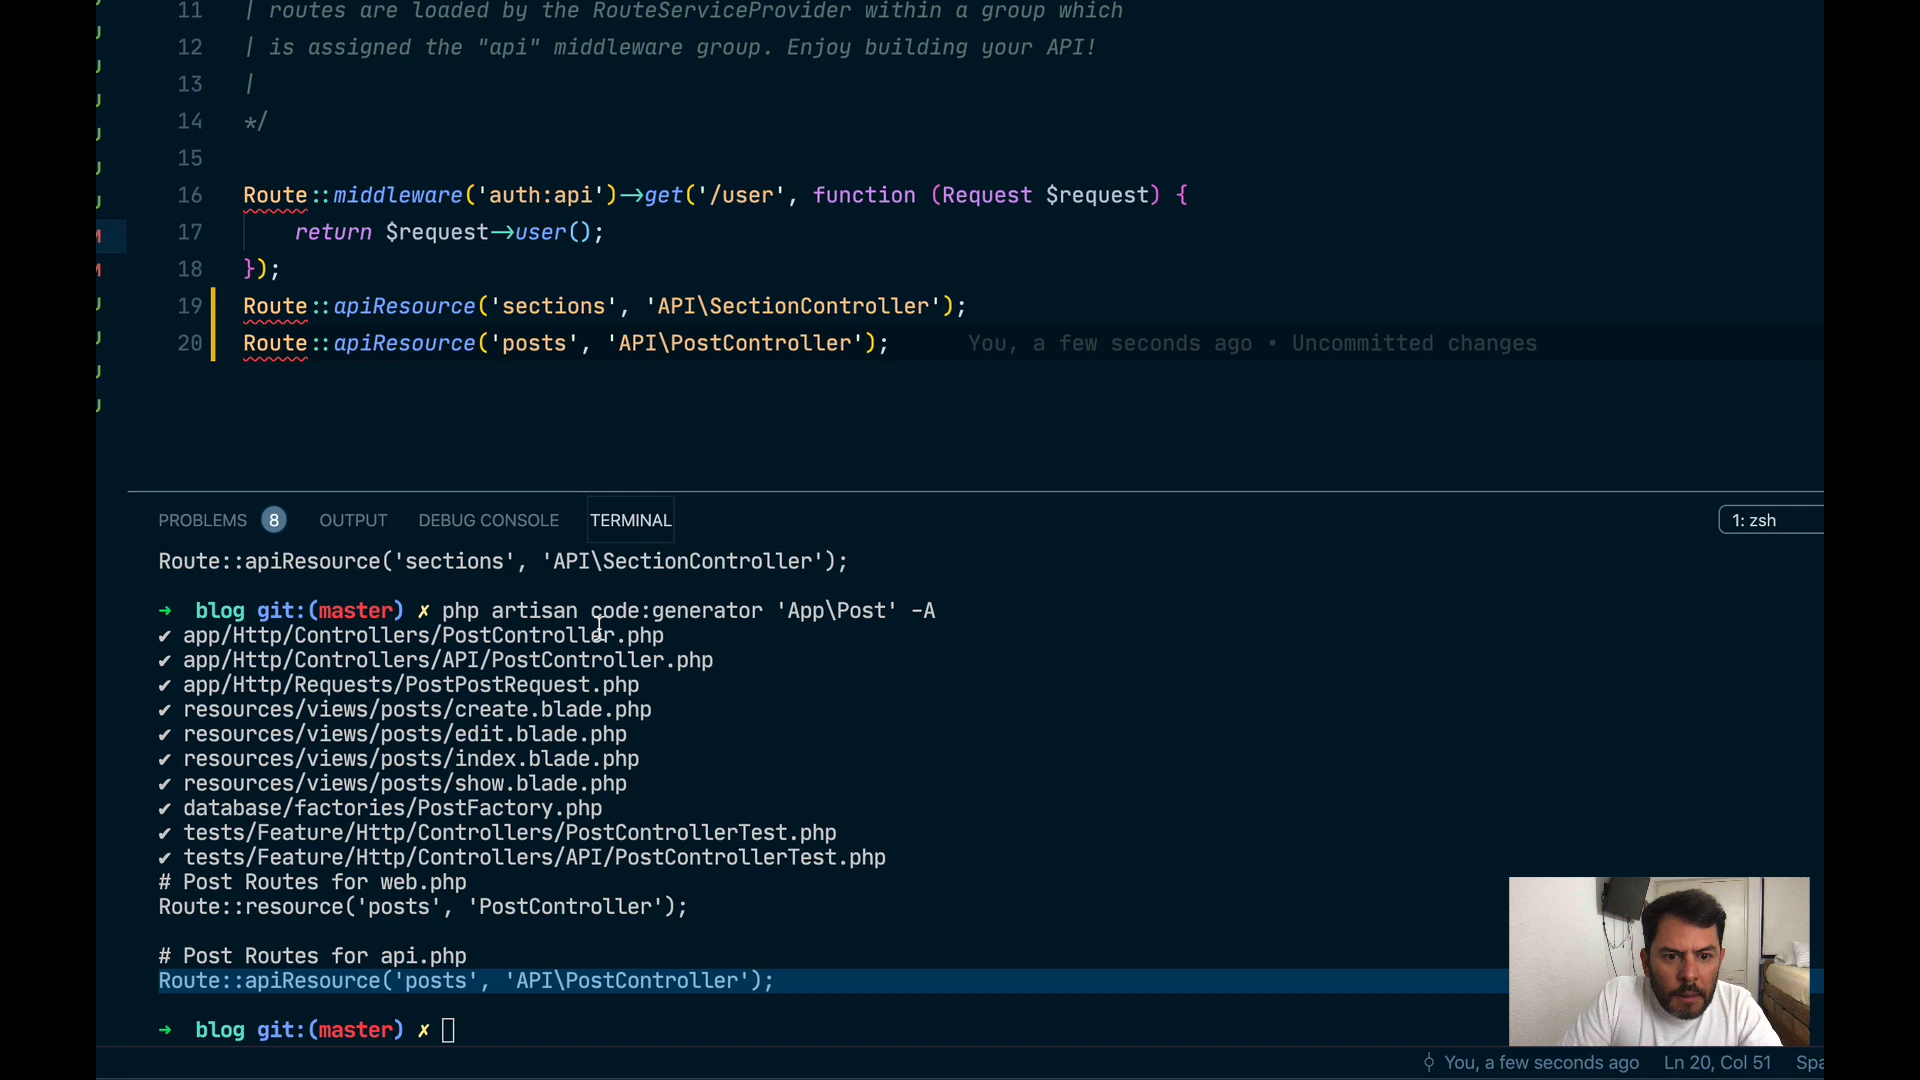 11 | routes are loaded by the RouteServiceProvider within a group which
12 | is assigned the "api" middleware group. Enjoy building your API!
13 |
14 */
15
16 Route::middleware('auth:api')->get('/user', function (Request $request) {
17 return $request->user();
18 });
19 Route::apiResource('sections', 'API\SectionController');
20 Route::apiResource('posts', 'API\PostController'); You, a few seconds ago • Uncommitted changes
PROBLEMS 8 OUTPUT DEBUG CONSOLE TERMINAL 1: zsh
Route::apiResource('sections', 'API\SectionController');
➜ blog git:(master) ✗ php artisan code:generator 'App\Post' -A
✔ app/Http/Controllers/PostController.php
✔ app/Http/Controllers/API/PostController.php
✔ app/Http/Requests/PostPostRequest.php
✔ resources/views/posts/create.blade.php
✔ resources/views/posts/edit.blade.php
✔ resources/views/posts/index.blade.php
✔ resources/views/posts/show.blade.php
✔ database/factories/PostFactory.php
✔ tests/Feature/Http/Controllers/PostControllerTest.php
✔ tests/Feature/Http/Controllers/API/PostControllerTest.php
# Post Routes for web.php
Route::resource('posts', 'PostController');
# Post Routes for api.php
Route::apiResource('posts', 'API\PostController');
➜ blog git:(master) ✗
You, a few seconds ago Ln 20, Col 51